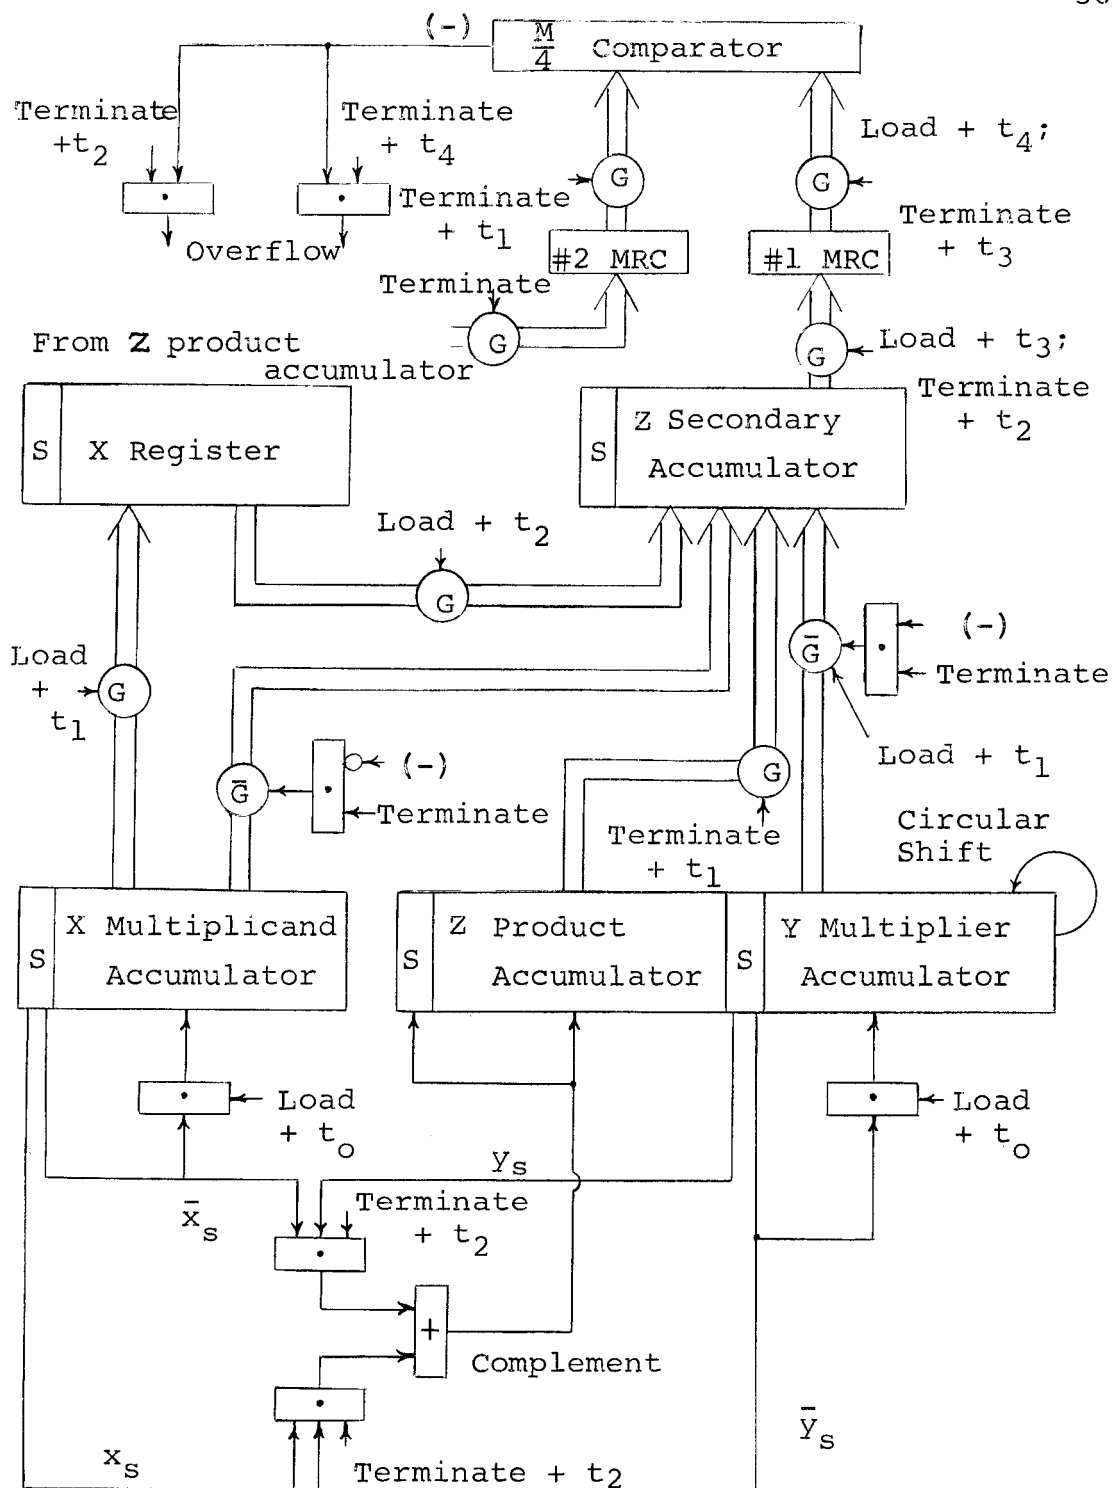 (-)
M
4 Comparator
Terminate
+t2
Terminate
+ t4
Load + t4;
G
G
Terminate
+ t1
Terminate
+ t3
Overflow
#2 MRC
#1 MRC
Terminate
From Z product
accumulator
G
G
Load + t3;
Terminate
+ t2
S
X Register
S
Z Secondary
Accumulator
Load + t2
G
Load
+
t1
G
Ḡ
(-)
Terminate
Load + t1
Ḡ
(-)
Terminate
G
Terminate
+ t1
Circular
Shift
S
X Multiplicand
Accumulator
S
Z Product
Accumulator
S
Y Multiplier
Accumulator
Load
+ to
Load
+ to
ys
x̄s
Terminate
+ t2
+
Complement
ȳs
xs
Terminate + t2